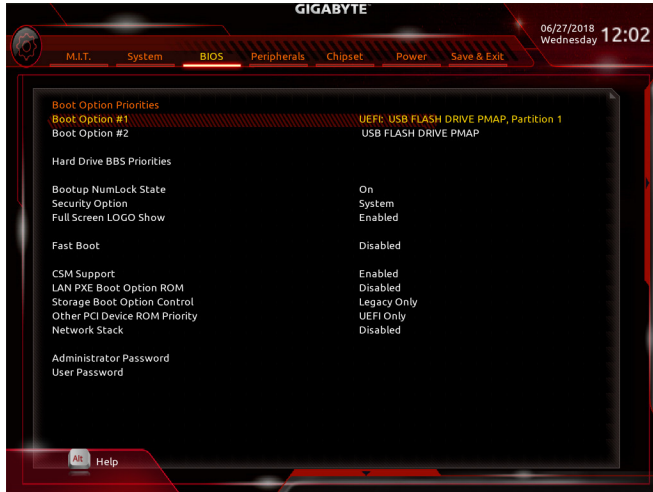 GIGABYTE
06/27/2018
Wednesday 12:02
M.I.T. System BIOS Peripherals Chipset Power Save & Exit
Boot Option Priorities
Boot Option #1 UEFI: USB FLASH DRIVE PMAP, Partition 1
Boot Option #2 USB FLASH DRIVE PMAP
Hard Drive BBS Priorities
Bootup NumLock State On
Security Option System
Full Screen LOGO Show Enabled
Fast Boot Disabled
CSM Support Enabled
LAN PXE Boot Option ROM Disabled
Storage Boot Option Control Legacy Only
Other PCI Device ROM Priority UEFI Only
Network Stack Disabled
Administrator Password
User Password
Alt Help